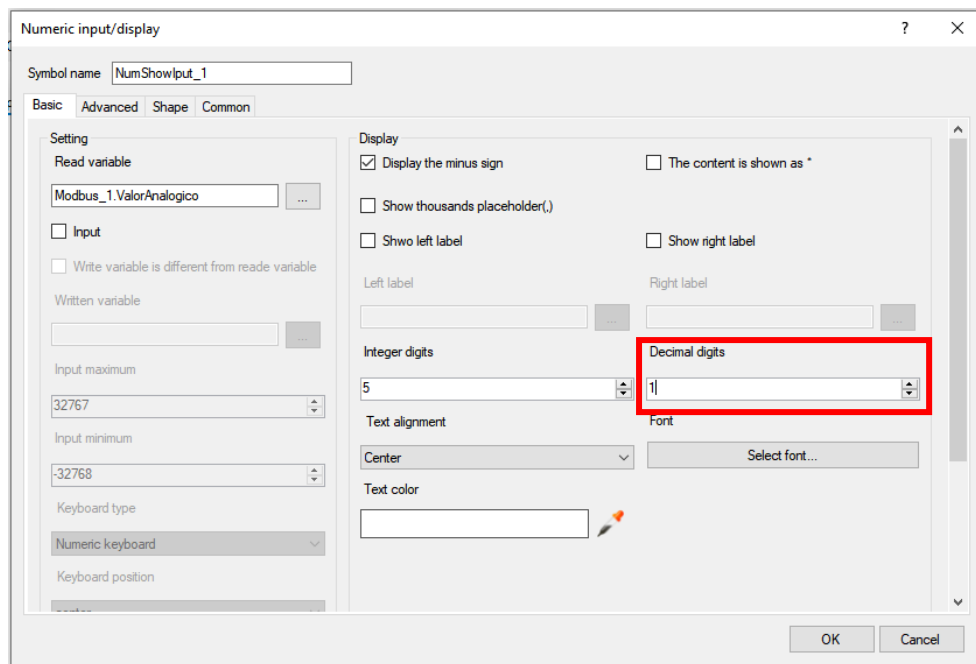 Numeric input/display
?
Symbol name NumShowIput_1
Basic Advanced Shape Common
Setting
Read variable
Modbus_1.ValorAnalogico ...
Input
Write variable is different from reade variable
Written variable
...
Input maximum
32767
Input minimum
-32768
Keyboard type
Numeric keyboard
Keyboard position
center
Display
Display the minus sign
The content is shown as *
Show thousands placeholder(,)
Shwo left label
Show right label
Left label
Right label
...
...
Integer digits
Decimal digits
5
1
Text alignment
Font
Center
Select font...
Text color
OK
Cancel